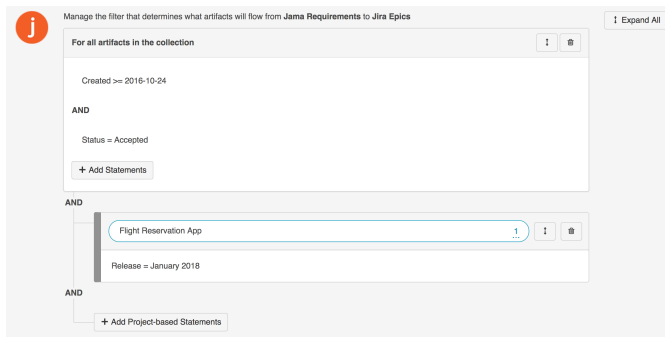 j
Manage the filter that determines what artifacts will flow from Jama Requirements to Jira Epics
Expand All
For all artifacts in the collection
Created >= 2016-10-24
AND
Status = Accepted
+ Add Statements
AND
Flight Reservation App 1
Release = January 2018
AND
+ Add Project-based Statements